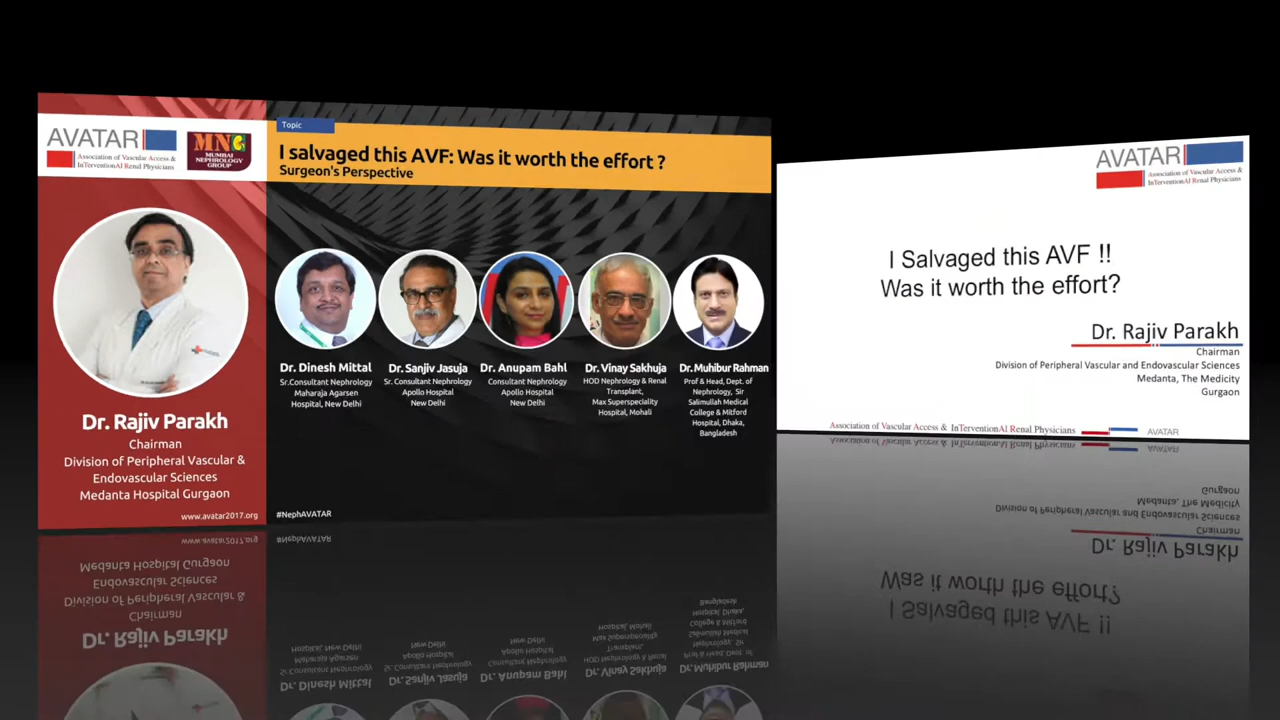 AVATAR
Association of Vascular Access &
InTerventionAl Renal Physicians
MNG
MUMBAI
NEPHROLOGY
GROUP
Dr. Rajiv Parakh
Chairman
Division of Peripheral Vascular &
Endovascular Sciences
Medanta Hospital Gurgaon
www.avatar2017.org
Topic
I salvaged this AVF: Was it worth the effort ?
Surgeon's Perspective
Dr. Dinesh Mittal
Sr.Consultant Nephrology
Maharaja Agarsen
Hospital, New Delhi
Dr. Sanjiv Jasuja
Sr. Consultant Nephrology
Apollo Hospital
New Delhi
Dr. Anupam Bahl
Consultant Nephrology
Apollo Hospital
New Delhi
Dr. Vinay Sakhuja
HOD Nephrology & Renal
Transplant,
Max Superspeciality
Hospital, Mohali
Dr. Muhibur Rahman
Prof & Head, Dept. of
Nephrology, Sir
Salimullah Medical
College & Mitford
Hospital, Dhaka,
Bangladesh
#NephAVATAR
AVATAR
Association of Vascular Access &
InTerventionAl Renal Physicians
I Salvaged this AVF !!
Was it worth the effort?
Dr. Rajiv Parakh
Chairman
Division of Peripheral Vascular and Endovascular Sciences
Medanta, The Medicity
Gurgaon
Association of Vascular Access & InTerventionAl Renal Physicians AVATAR